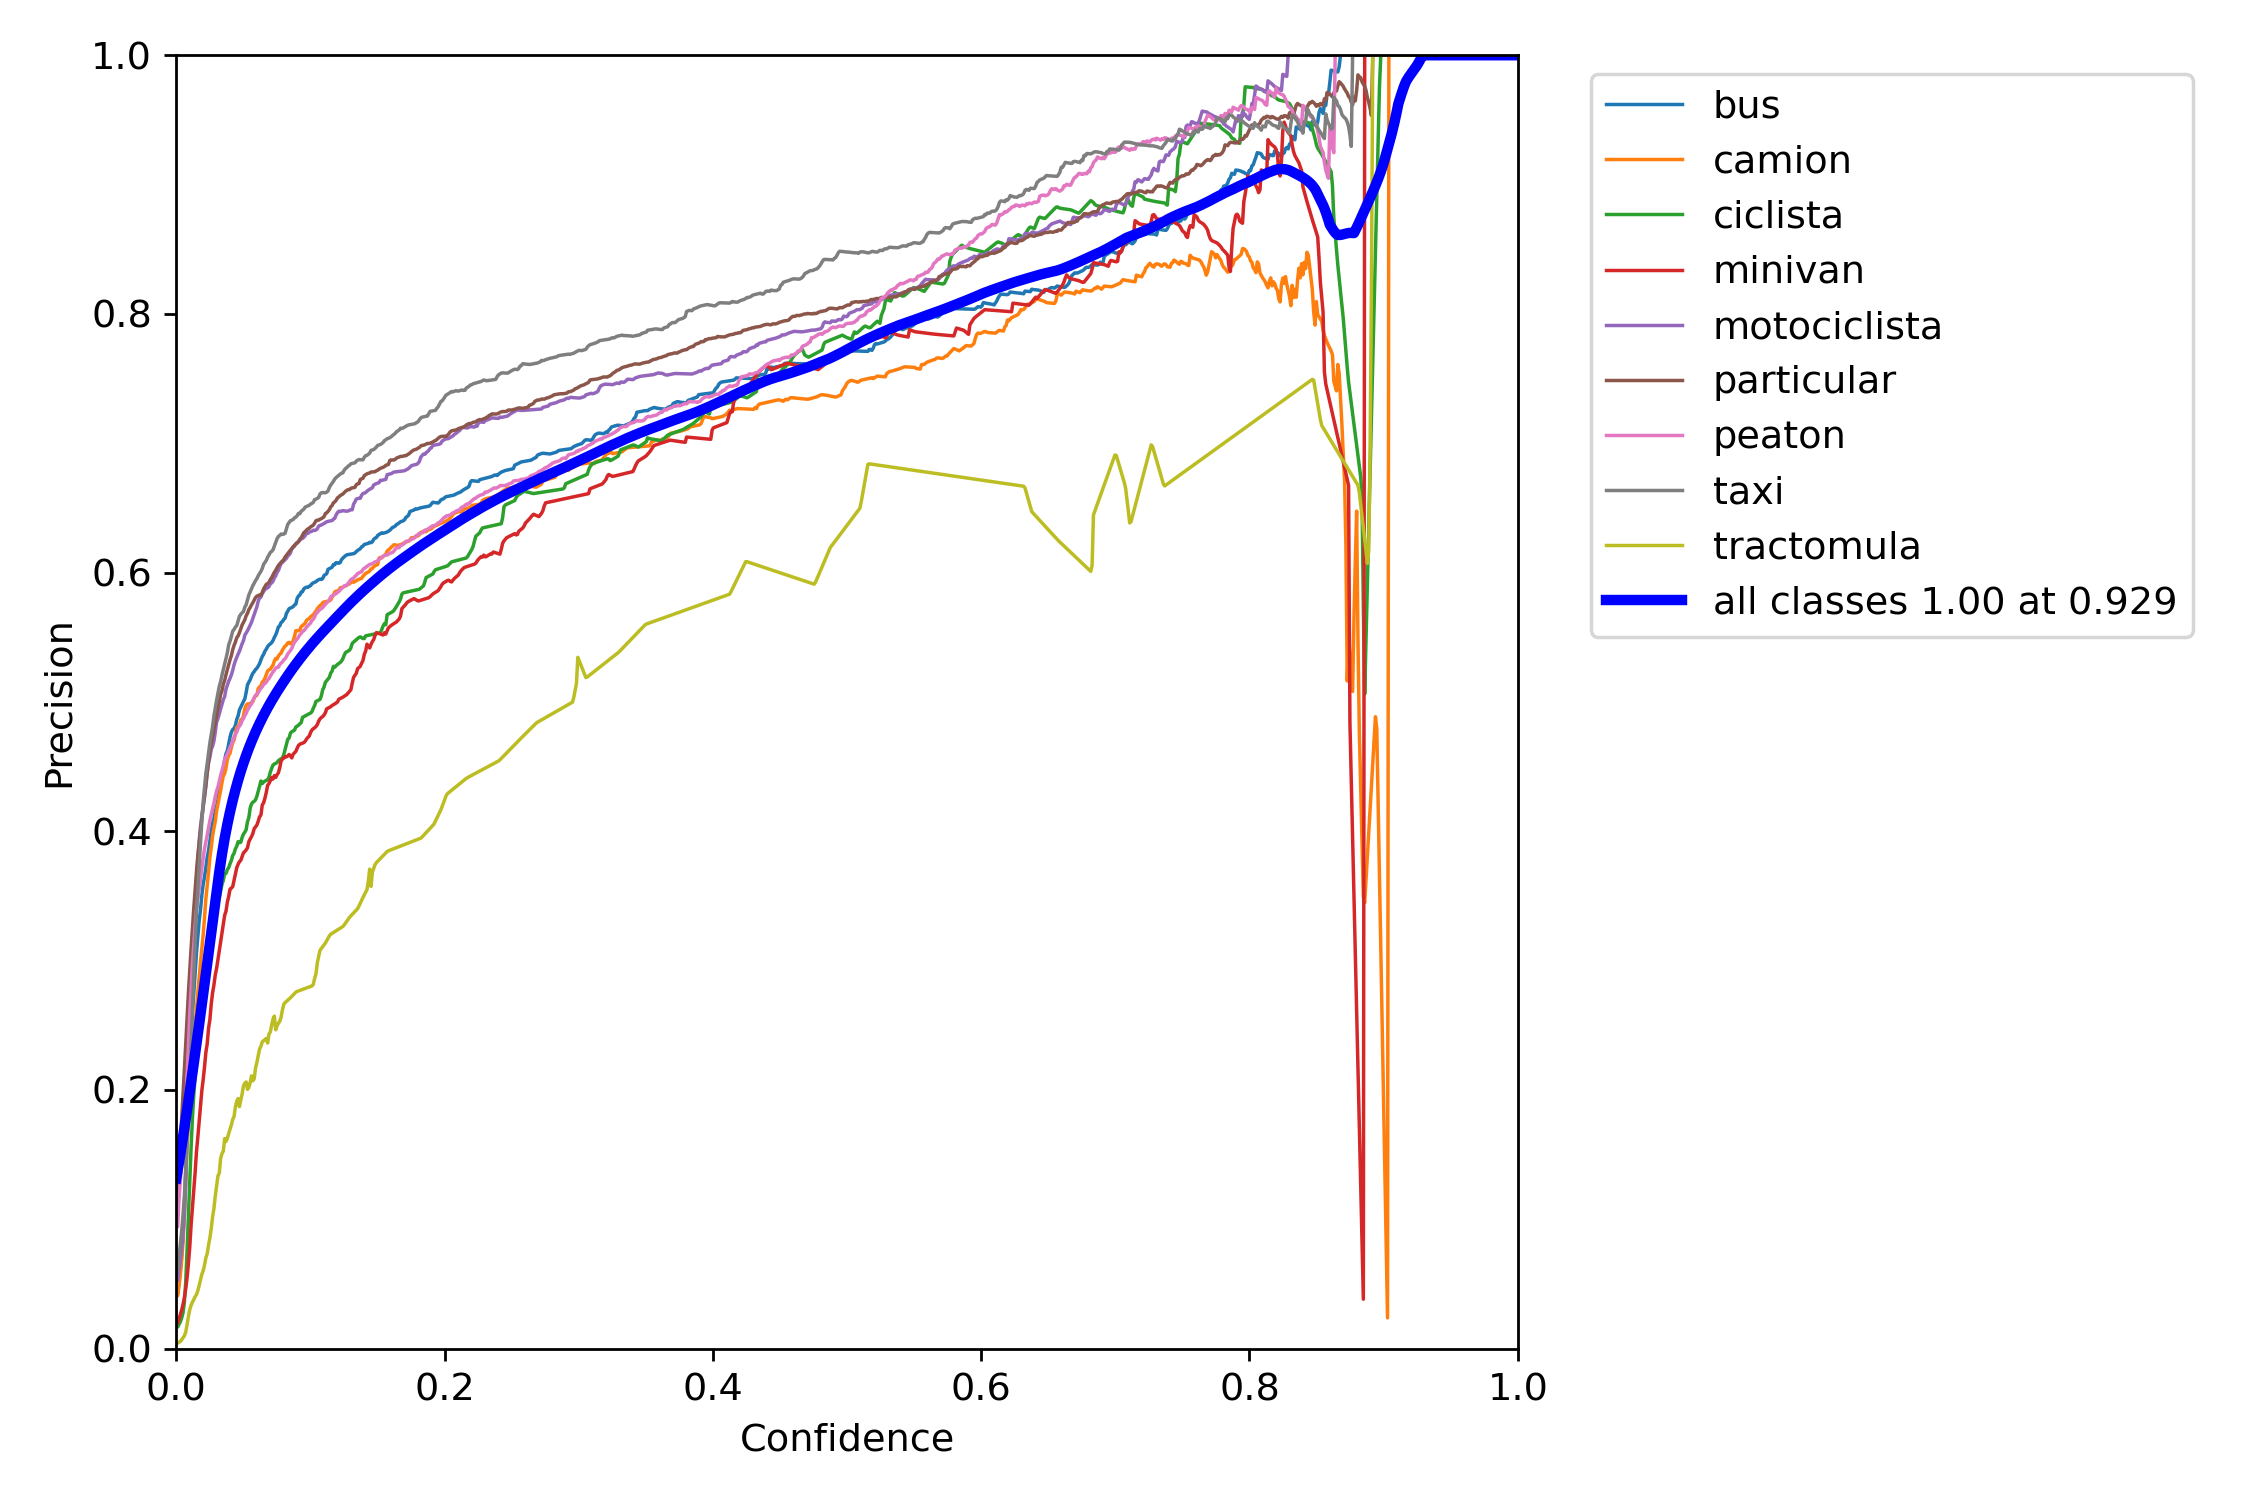 1.0
0.8
0.6
0.4
0.2
0.0
Precision
0.0 0.2 0.4 0.6 0.8 1.0
Confidence
bus
camion
ciclista
minivan
motociclista
particular
peaton
taxi
tractomula
all classes 1.00 at 0.929